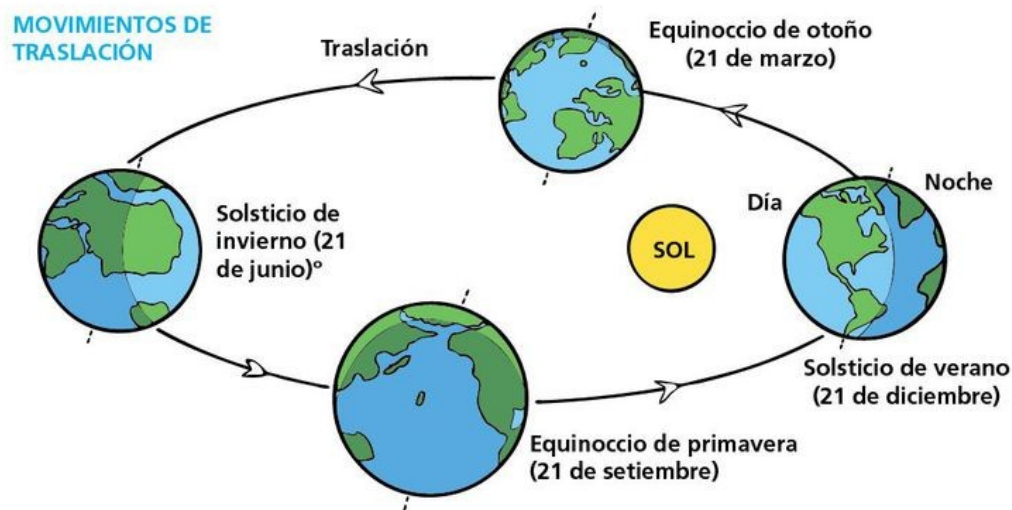 MOVIMIENTOS DE
TRASLACIÓN
Traslación
Equinoccio de otoño
(21 de marzo)
Día
Noche
Solsticio de
invierno (21
de junio)º
SOL
Solsticio de verano
(21 de diciembre)
Equinoccio de primavera
(21 de setiembre)